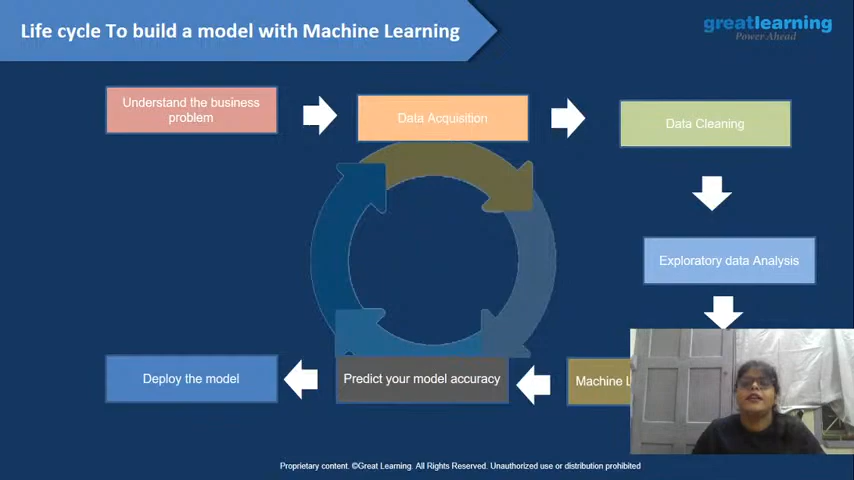 Life cycle To build a model with Machine Learning
greatlearning
Power Ahead
Understand the business
problem
Data Acquisition
Data Cleaning
Exploratory data Analysis
Deploy the model
Predict your model accuracy
Machine L
Proprietary content. ©Great Learning. All Rights Reserved. Unauthorized use or distribution prohibited